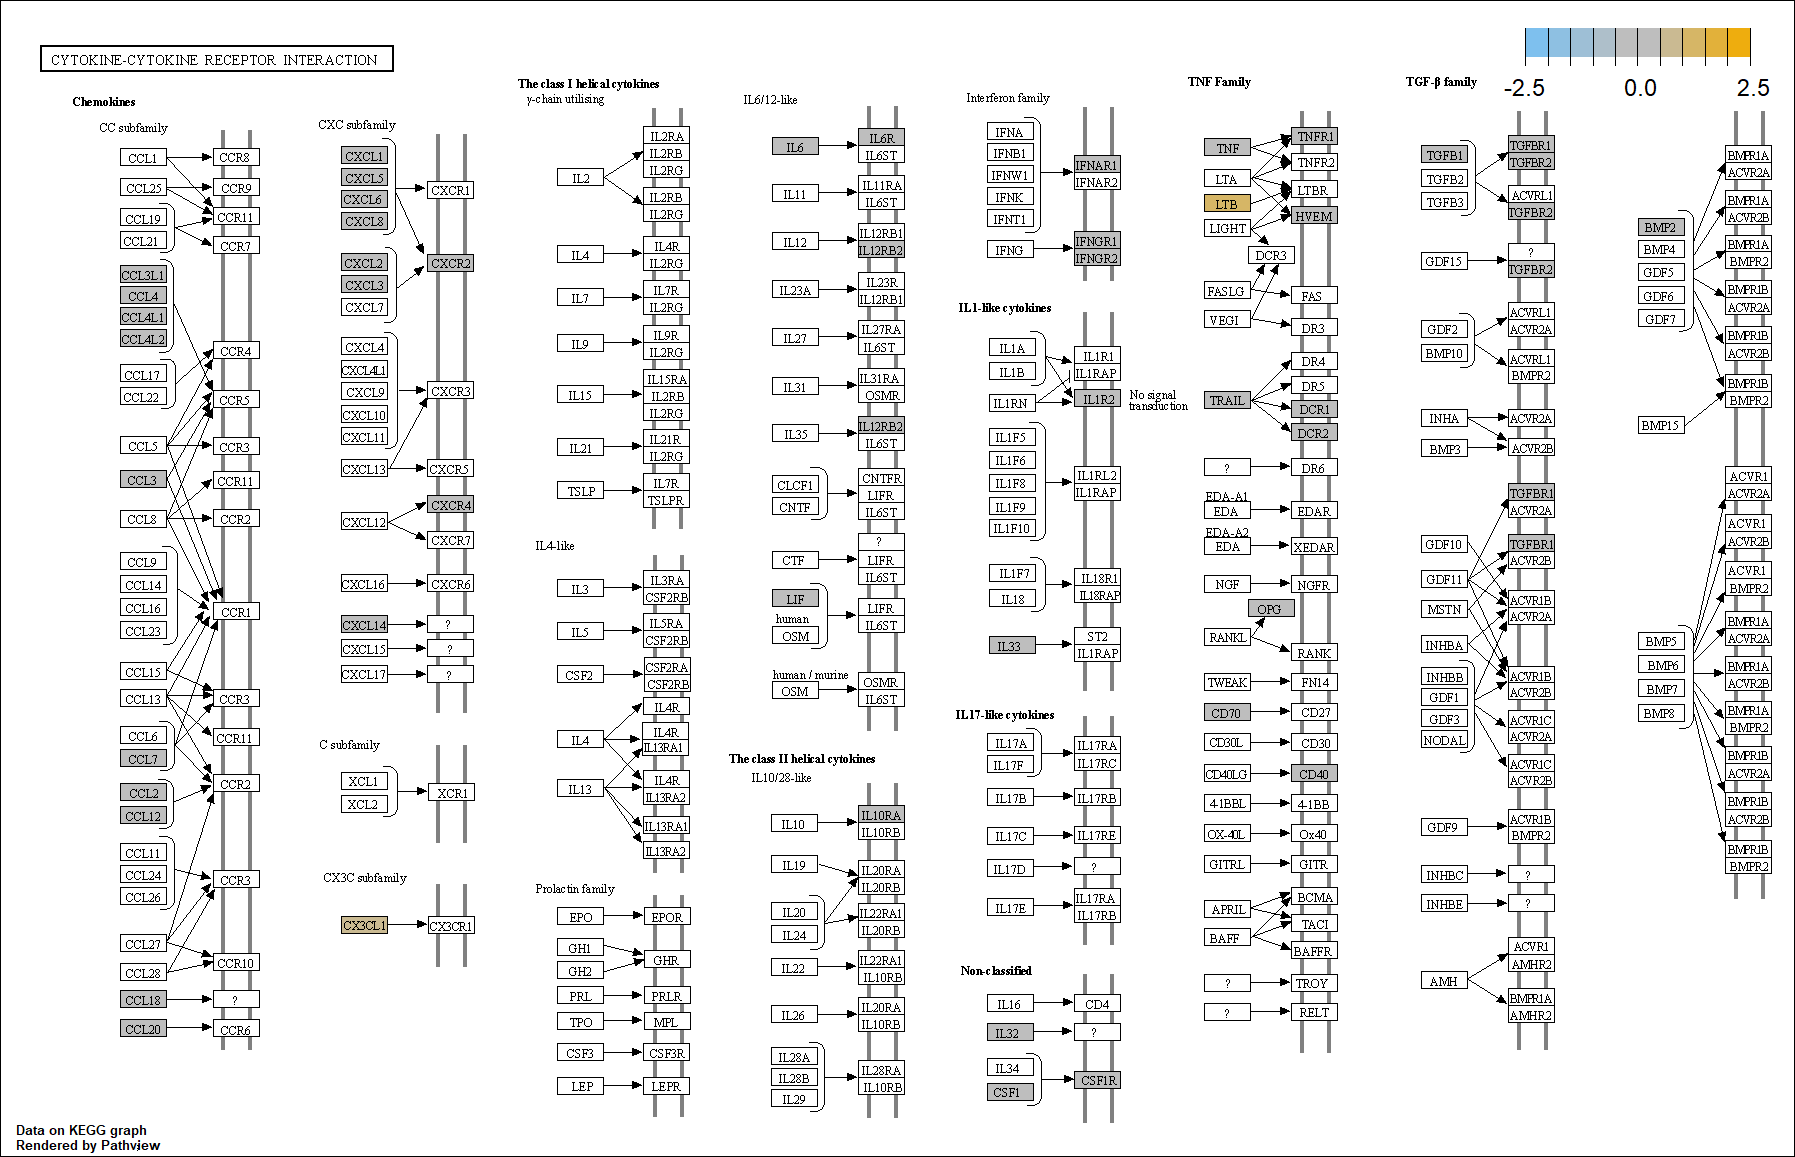 CYTOKINE-CYTOKINE RECEPTOR INTERACTION
-2.5
0.0
2.5
Chemokines
CC subfamily
CCL1
CCR8
CCL25
CCR9
CCL19
CCR11
CCL21
CCR7
CCL3L1
CCL4
CCL4L1
CCL4L2
CCR4
CCL17
CCL22
CCR5
CCL5
CCR3
CCL3
CCR11
CCL8
CCR2
CCL9
CCL14
CCL16
CCR1
CCL23
CCL15
CCL13
CCR3
CCL6
CCR11
CCL7
CCR2
CCL2
CCL12
CCL11
CCL24
CCR3
CCL26
CCL27
CCL28
CCR10
CCL18
?
CCL20
CCR6
CXC subfamily
CXCL1
CXCL5
CXCR1
CXCL6
CXCL8
CXCL2
CXCR2
CXCL3
CXCL7
CXCL4
CXCL4L1
CXCL9
CXCR3
CXCL10
CXCL11
CXCL13
CXCR5
CXCR4
CXCL12
CXCR7
CXCL16
CXCR6
CXCL14
?
CXCL15
?
CXCL17
?
C subfamily
XCL1
XCL2
XCR1
CX3C subfamily
CX3CL1
CX3CR1
The class I helical cytokines
γ-chain utilising
IL2RA
IL2RB
IL2RG
IL2
IL2RB
IL2RG
IL4
IL4R
IL2RG
IL7
IL7R
IL2RG
IL9
IL9R
IL2RG
IL15
IL15RA
IL2RB
IL2RG
IL21
IL21R
IL2RG
TSLP
IL7R
TSLPR
IL4-like
IL3
IL3RA
CSF2RB
IL5
IL5RA
CSF2RB
CSF2
CSF2RA
CSF2RB
IL4R
IL4
IL4R
IL13RA1
IL13
IL4R
IL13RA2
IL13RA1
IL13RA2
Prolactin family
EPO
EPOR
GH1
GH2
GHR
PRL
PRLR
TPO
MPL
CSF3
CSF3R
LEP
LEPR
IL6/12-like
IL6
IL6R
IL6ST
IL11
IL11RA
IL6ST
IL12
IL12RB1
IL12RB2
IL23A
IL23R
IL12RB1
IL27
IL27RA
IL6ST
IL31
IL31RA
OSMR
IL35
IL12RB2
IL6ST
CLCF1
CNTF
CNTFR
LIFR
IL6ST
CTF
?
LIFR
IL6ST
LIF
human
OSM
LIFR
IL6ST
human / murine
OSM
OSMR
IL6ST
The class II helical cytokines
IL10/28-like
IL10
IL10RA
IL10RB
IL19
IL20RA
IL20RB
IL20
IL24
IL22RA1
IL20RB
IL22
IL22RA1
IL10RB
IL26
IL20RA
IL10RB
IL28A
IL28B
IL29
IL28RA
IL10RB
Interferon family
IFNA
IFNB1
IFNW1
IFNK
IFNT1
IFNAR1
IFNAR2
IFNG
IFNGR1
IFNGR2
IL1-like cytokines
IL1A
IL1B
IL1R1
IL1RAP
IL1RN
IL1R2
No signal
transduction
IL1F5
IL1F6
IL1F8
IL1F9
IL1F10
IL1RL2
IL1RAP
IL1F7
IL18
IL18R1
IL18RAP
IL33
ST2
IL1RAP
IL17-like cytokines
IL17A
IL17F
IL17RA
IL17RC
IL17B
IL17RB
IL17C
IL17RE
IL17D
?
IL17E
IL17RA
IL17RB
Non-classified
IL16
CD4
IL32
?
IL34
CSF1
CSF1R
TNF Family
TNF
TNFR1
TNFR2
LTA
LTBR
LTB
HVEM
LIGHT
DCR3
FASLG
FAS
VEGI
DR3
DR4
DR5
TRAIL
DCR1
DCR2
?
DR6
EDA-A1
EDA
EDAR
EDA-A2
EDA
XEDAR
NGF
NGFR
OPG
RANKL
RANK
TWEAK
FN14
CD70
CD27
CD30L
CD30
CD40LG
CD40
4-1BBL
4-1BB
OX-40L
Ox40
GITRL
GITR
BCMA
APRIL
TACI
BAFF
BAFFR
?
TROY
?
RELT
TGF-β family
TGFB1
TGFB2
TGFB3
TGFBR1
TGFBR2
ACVRL1
TGFBR2
GDF15
?
TGFBR2
GDF2
BMP10
ACVRL1
ACVR2A
ACVRL1
BMPR2
INHA
ACVR2A
BMP3
ACVR2B
TGFBR1
ACVR2A
GDF10
TGFBR1
ACVR2B
GDF11
MSTN
ACVR1B
ACVR2A
INHBA
INHBB
GDF1
GDF3
NODAL
ACVR1B
ACVR2B
ACVR1C
ACVR2A
ACVR1C
ACVR2B
GDF9
ACVR1B
BMPR2
INHBC
?
INHBE
?
AMH
ACVR1
AMHR2
BMPR1A
AMHR2
BMP2
BMP4
GDF5
GDF6
GDF7
BMPR1A
ACVR2A
BMPR1A
ACVR2B
BMPR1A
BMPR2
BMPR1B
ACVR2A
BMPR1B
ACVR2B
BMPR1B
BMPR2
BMP15
ACVR1
ACVR2A
ACVR1
ACVR2B
ACVR1
BMPR2
BMP5
BMP6
BMP7
BMP8
BMPR1A
ACVR2A
BMPR1A
ACVR2B
BMPR1A
BMPR2
BMPR1B
ACVR2A
BMPR1B
ACVR2B
BMPR1B
BMPR2
Data on KEGG graph
Rendered by Pathview